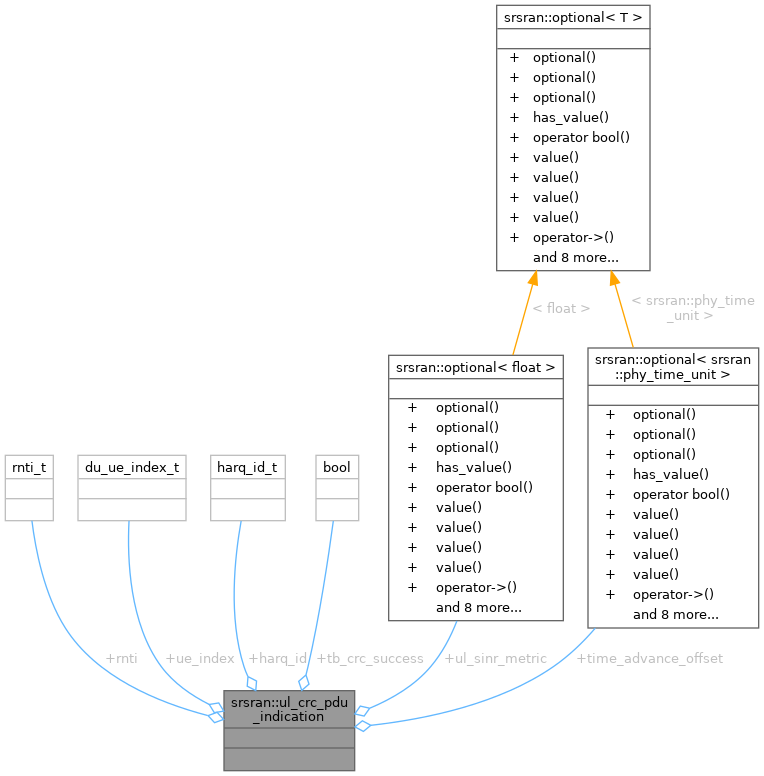 srsran::optional< T >
+ optional()
+ optional()
+ optional()
+ has_value()
+ operator bool()
+ value()
+ value()
+ value()
+ value()
+ operator->()
and 8 more...
< float >
< srsran::phy_time
_unit >
srsran::optional< float >
+ optional()
+ optional()
+ optional()
+ has_value()
+ operator bool()
+ value()
+ value()
+ value()
+ value()
+ operator->()
and 8 more...
srsran::optional< srsran
::phy_time_unit >
+ optional()
+ optional()
+ optional()
+ has_value()
+ operator bool()
+ value()
+ value()
+ value()
+ value()
+ operator->()
and 8 more...
rnti_t
du_ue_index_t
harq_id_t
bool
+rnti
+ue_index
+harq_id
+tb_crc_success
+ul_sinr_metric
+time_advance_offset
srsran::ul_crc_pdu
_indication